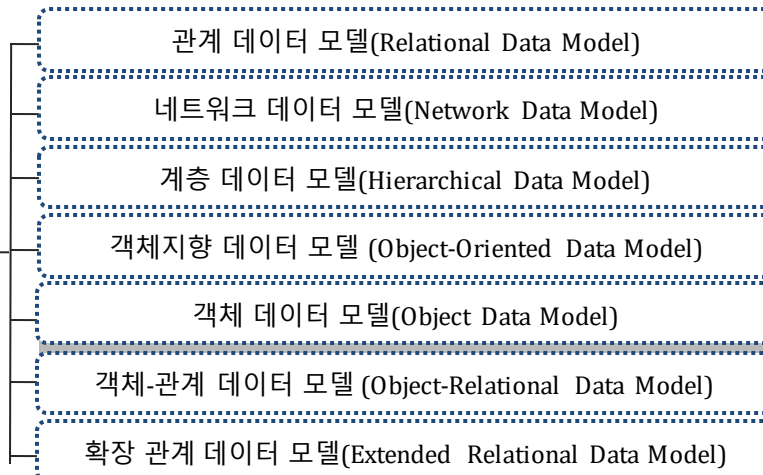 관계 데이터 모델(Relational Data Model)
네트워크 데이터 모델(Network Data Model)
계층 데이터 모델(Hierarchical Data Model)
객체지향 데이터 모델 (Object-Oriented Data Model)
객체 데이터 모델(Object Data Model)
객체-관계 데이터 모델 (Object-Relational Data Model)
확장 관계 데이터 모델(Extended Relational Data Model)